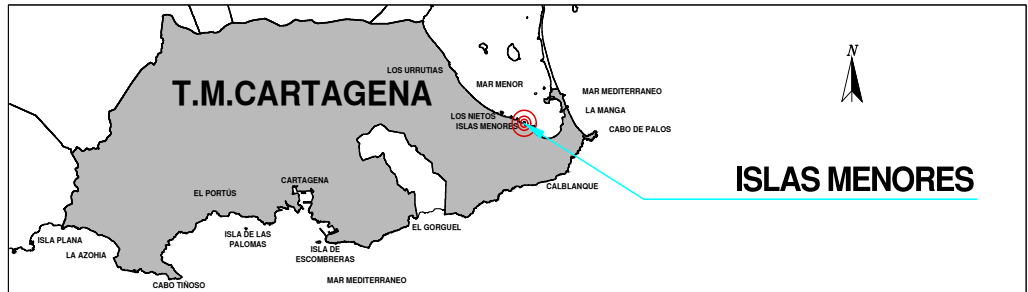 LOS URRUTIAS
T.M.CARTAGENA
MAR MENOR
MAR MEDITERRANEO
LA MANGA
LOS NIETOS
ISLAS MENORES
CABO DE PALOS
N
ISLAS MENORES
CARTAGENA
EL PORTÚS
CALBLANQUE
EL GORGUEL
ISLA DE LAS
PALOMAS
ISLA PLANA
LA AZOHIA
ISLA DE
ESCOMBRERAS
CABO TIÑOSO
MAR MEDITERRANEO